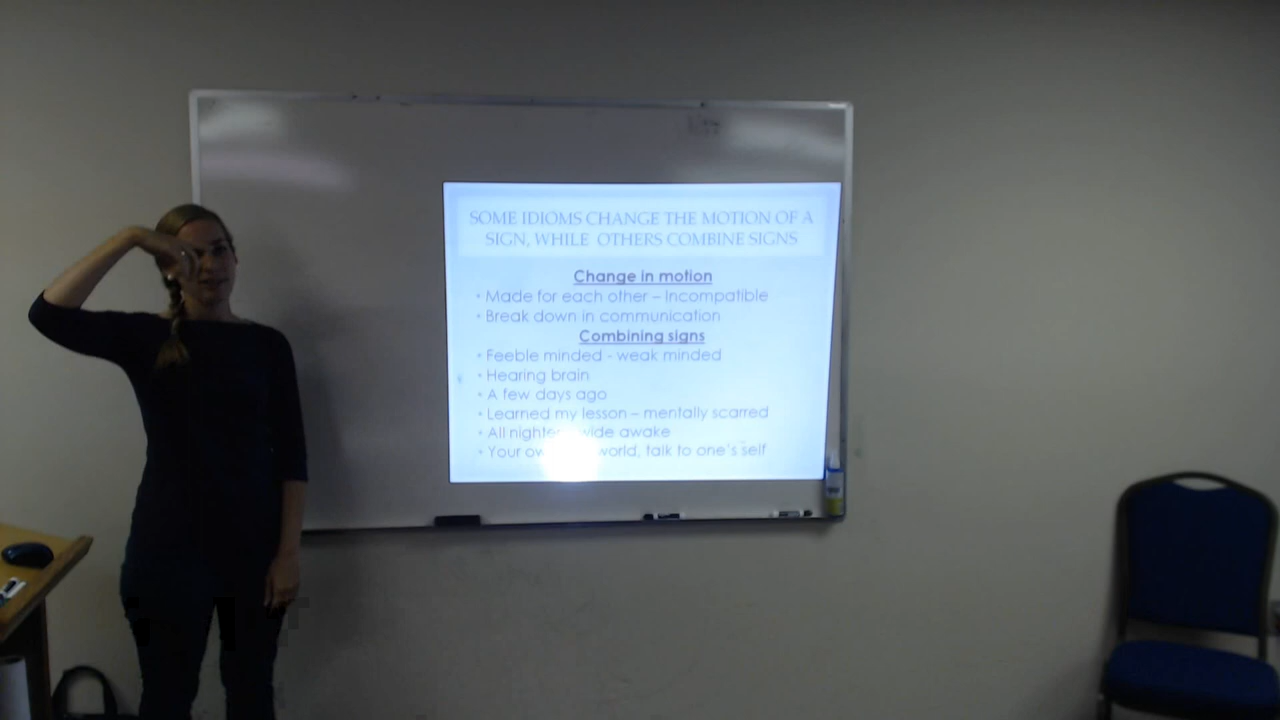 SOME IDIOMS CHANGE THE MOTION OF A
SIGN, WHILE OTHERS COMBINE SIGNS
Change in motion
• Made for each other – Incompatible
• Break down in communication
Combining signs
• Feeble minded - weak minded
• Hearing brain
• A few days ago
• Learned my lesson – mentally scarred
• All nighter wide awake
• Your world, talk to one's self